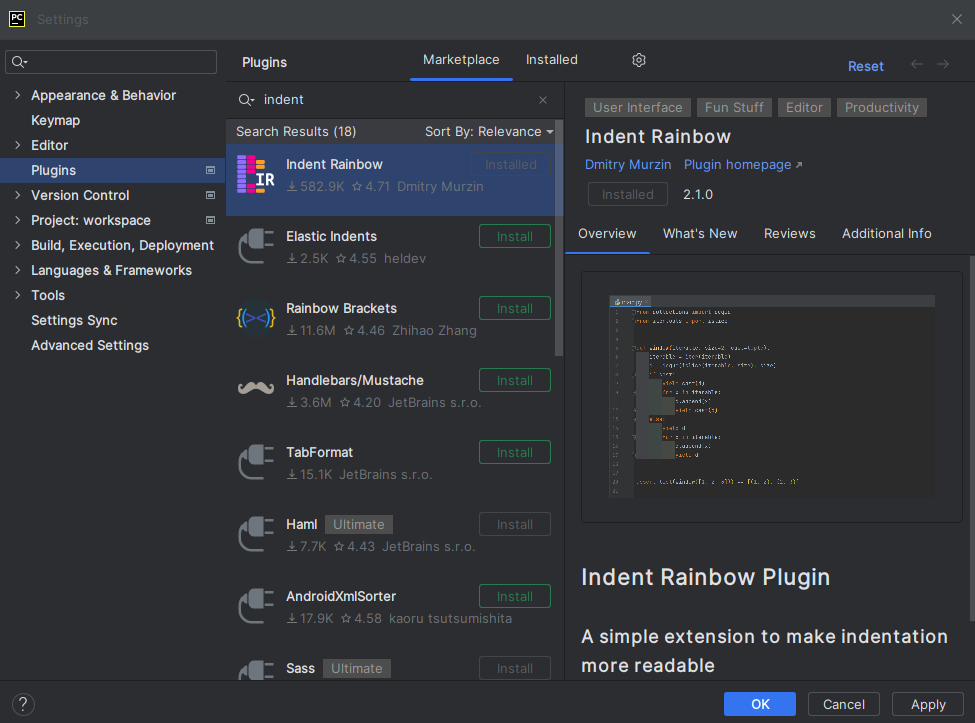 PC
Settings
Plugins
Marketplace
Installed
Reset
Appearance & Behavior
Keymap
Editor
Plugins
Version Control
Project: workspace
Build, Execution, Deployment
Languages & Frameworks
Tools
Settings Sync
Advanced Settings
indent
Search Results (18)
Sort By: Relevance
IR
Indent Rainbow
Installed
582.9K 4.71 Dmitry Murzin
Elastic Indents
Install
2.5K 4.55 heldev
Rainbow Brackets
Install
11.6M 4.46 Zhihao Zhang
Handlebars/Mustache
Install
3.6M 4.20 JetBrains s.r.o.
TabFormat
Install
15.1K JetBrains s.r.o.
Haml Ultimate
Install
7.7K 4.43 JetBrains s.r.o.
AndroidXmlSorter
Install
17.9K 4.58 kaoru tsutsumishita
Sass Ultimate
Install
User Interface
Fun Stuff
Editor
Productivity
Indent Rainbow
Dmitry Murzin
Plugin homepage
Installed
2.1.0
Overview
What's New
Reviews
Additional Info
Indent Rainbow Plugin
A simple extension to make indentation
more readable
?
OK
Cancel
Apply